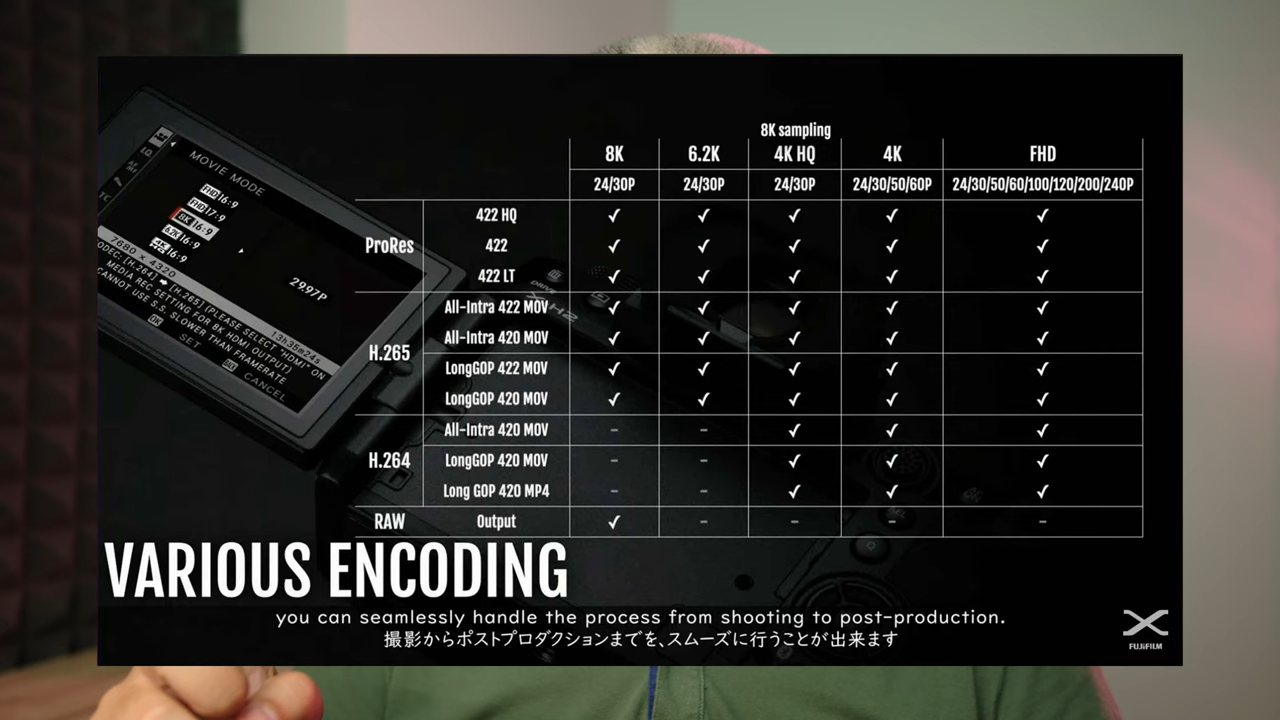 MOVIE MODE
FHD 16:9
FHD 17:9
8K 16:9
6.2K 16:9
4K 16:9
29.97P
7680 x 4320
13h35m24s
CODEC: [H.264] ➡ [H.265] (PLEASE SELECT "HDMI" ON
MEDIA REC SETTING FOR 8K HDMI OUTPUT)
CANNOT USE S.S. SLOWER THAN FRAMERATE
OK SET
CANCEL
DRIVE
X-H2
8K sampling
8K 6.2K 4K HQ 4K FHD
24/30P 24/30P 24/30P 24/30/50/60P 24/30/50/60/100/120/200/240P
ProRes
422 HQ ✓ ✓ ✓ ✓ ✓
422 ✓ ✓ ✓ ✓ ✓
422 LT ✓ ✓ ✓ ✓ ✓
H.265
All-Intra 422 MOV ✓ ✓ ✓ ✓ ✓
All-Intra 420 MOV ✓ ✓ ✓ ✓ ✓
LongGOP 422 MOV ✓ ✓ ✓ ✓ ✓
LongGOP 420 MOV ✓ ✓ ✓ ✓ ✓
H.264
All-Intra 420 MOV - - ✓ ✓ ✓
LongGOP 420 MOV - - ✓ ✓ ✓
Long GOP 420 MP4 - - ✓ ✓ ✓
RAW Output ✓ - - - -
VARIOUS ENCODING
you can seamlessly handle the process from shooting to post-production.
撮影からポストプロダクションまでを、スムーズに行うことが出来ます
FUJIFILM